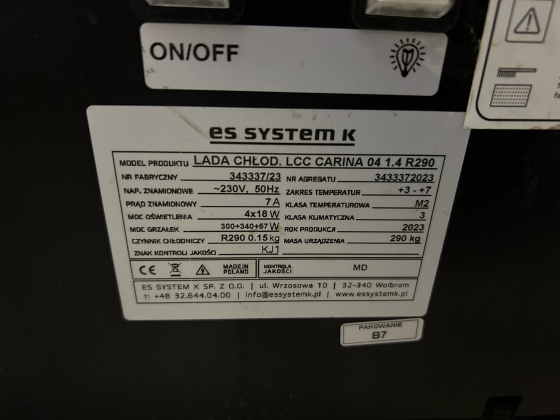 ON/OFF
ES SYSTEM K
MODEL PRODUKTU LADA CHŁOD. LCC CARINA 04 1.4 R290
NR FABRYCZNY 343337/23 NR AGREGATU 3433372023
NAP. ZNAMIONOWE ~230V, 50Hz ZAKRES TEMPERATUR +3 - +7
PRĄD ZNAMIONOWY 7 A KLASA TEMPERATUROWA M2
MOC OŚWIETLENIA 4x18 W KLASA KLIMATYCZNA 3
MOC GRZAŁEK 300+340+67 W ROK PRODUKCJI 2023
CZYNNIK CHŁODNICZY R290 0.15 kg MASA URZĄDZENIA 290 kg
ZNAK KONTROLI JAKOŚCI KJ1
CE MADE IN POLAND KONTROLA JAKOŚCI MD
ES SYSTEM K SP. Z O.O. | ul. Wrzosowa 10 | 32-340 Wolbrom
T: +48 32.644.04.00 | info@essystemk.pl | www.essystemk.pl
PAKOWANIE
B7